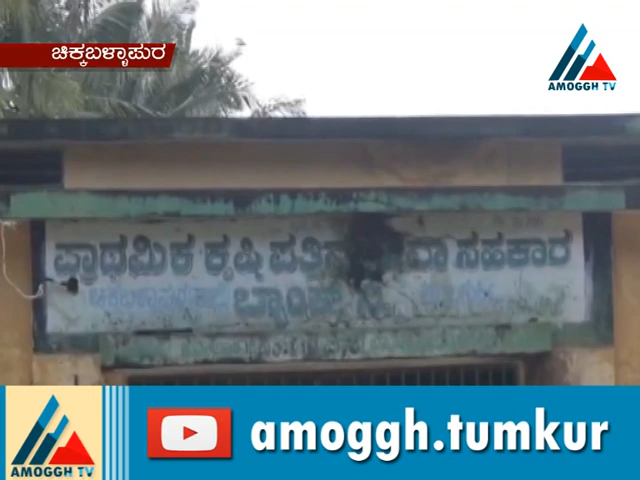 ಚಿಕ್ಕಬಳ್ಳಾಪುರ
AMOGGH TV
ಪ್ರಾಥಮಿಕ ಕೃಷಿ ಪತ್ತಿನ ಸಹಕಾರ
ಬ್ಯಾಂಕ್
AMOGGH TV
amoggh.tumkur